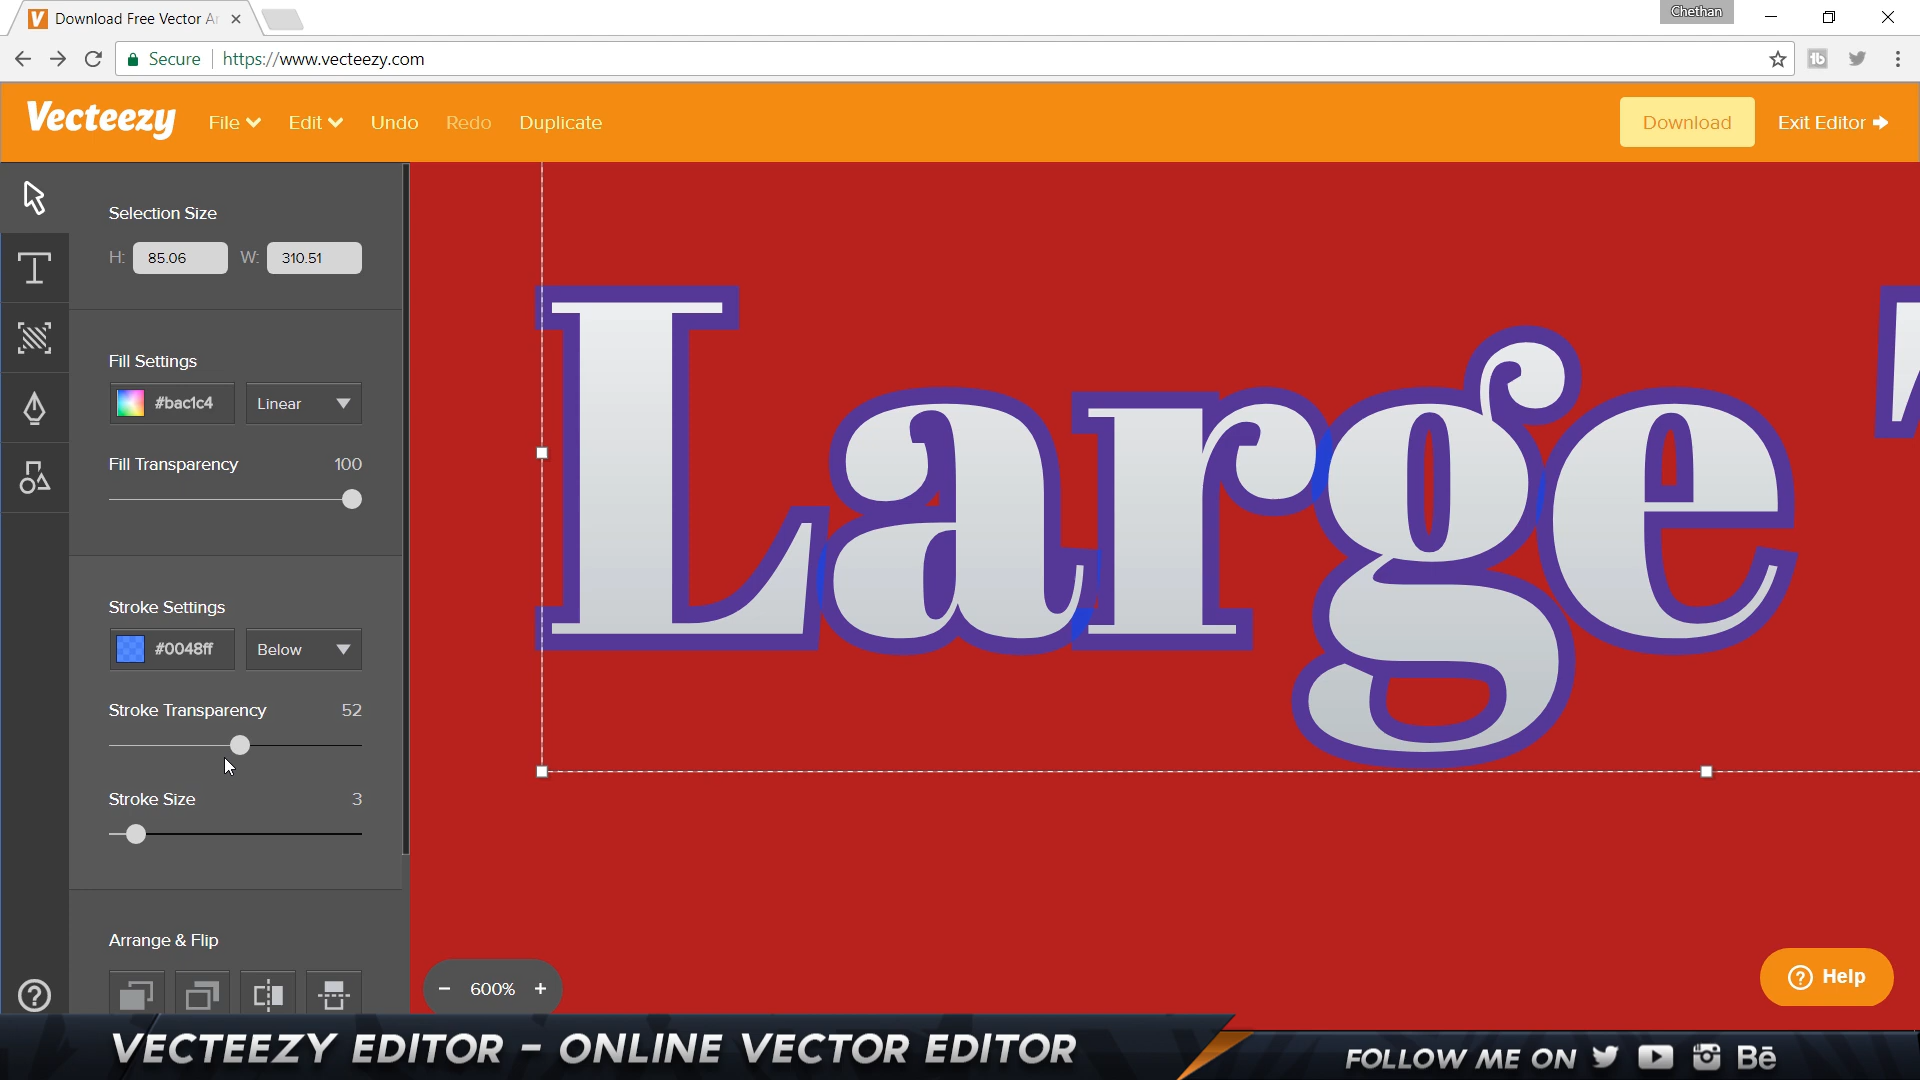 Download Free Vector Ar
Chethan
Secure
https://www.vecteezy.com
Vecteezy
File
Edit
Undo
Redo
Duplicate
Download
Exit Editor
Selection Size
H: 85.06 W: 310.51
Fill Settings
#bac1c4 Linear
Fill Transparency 100
Stroke Settings
#0048ff Below
Stroke Transparency 52
Stroke Size 3
Arrange & Flip
Large
- 600% +
Help
VECTEEZY EDITOR - ONLINE VECTOR EDITOR
FOLLOW ME ON
Bē